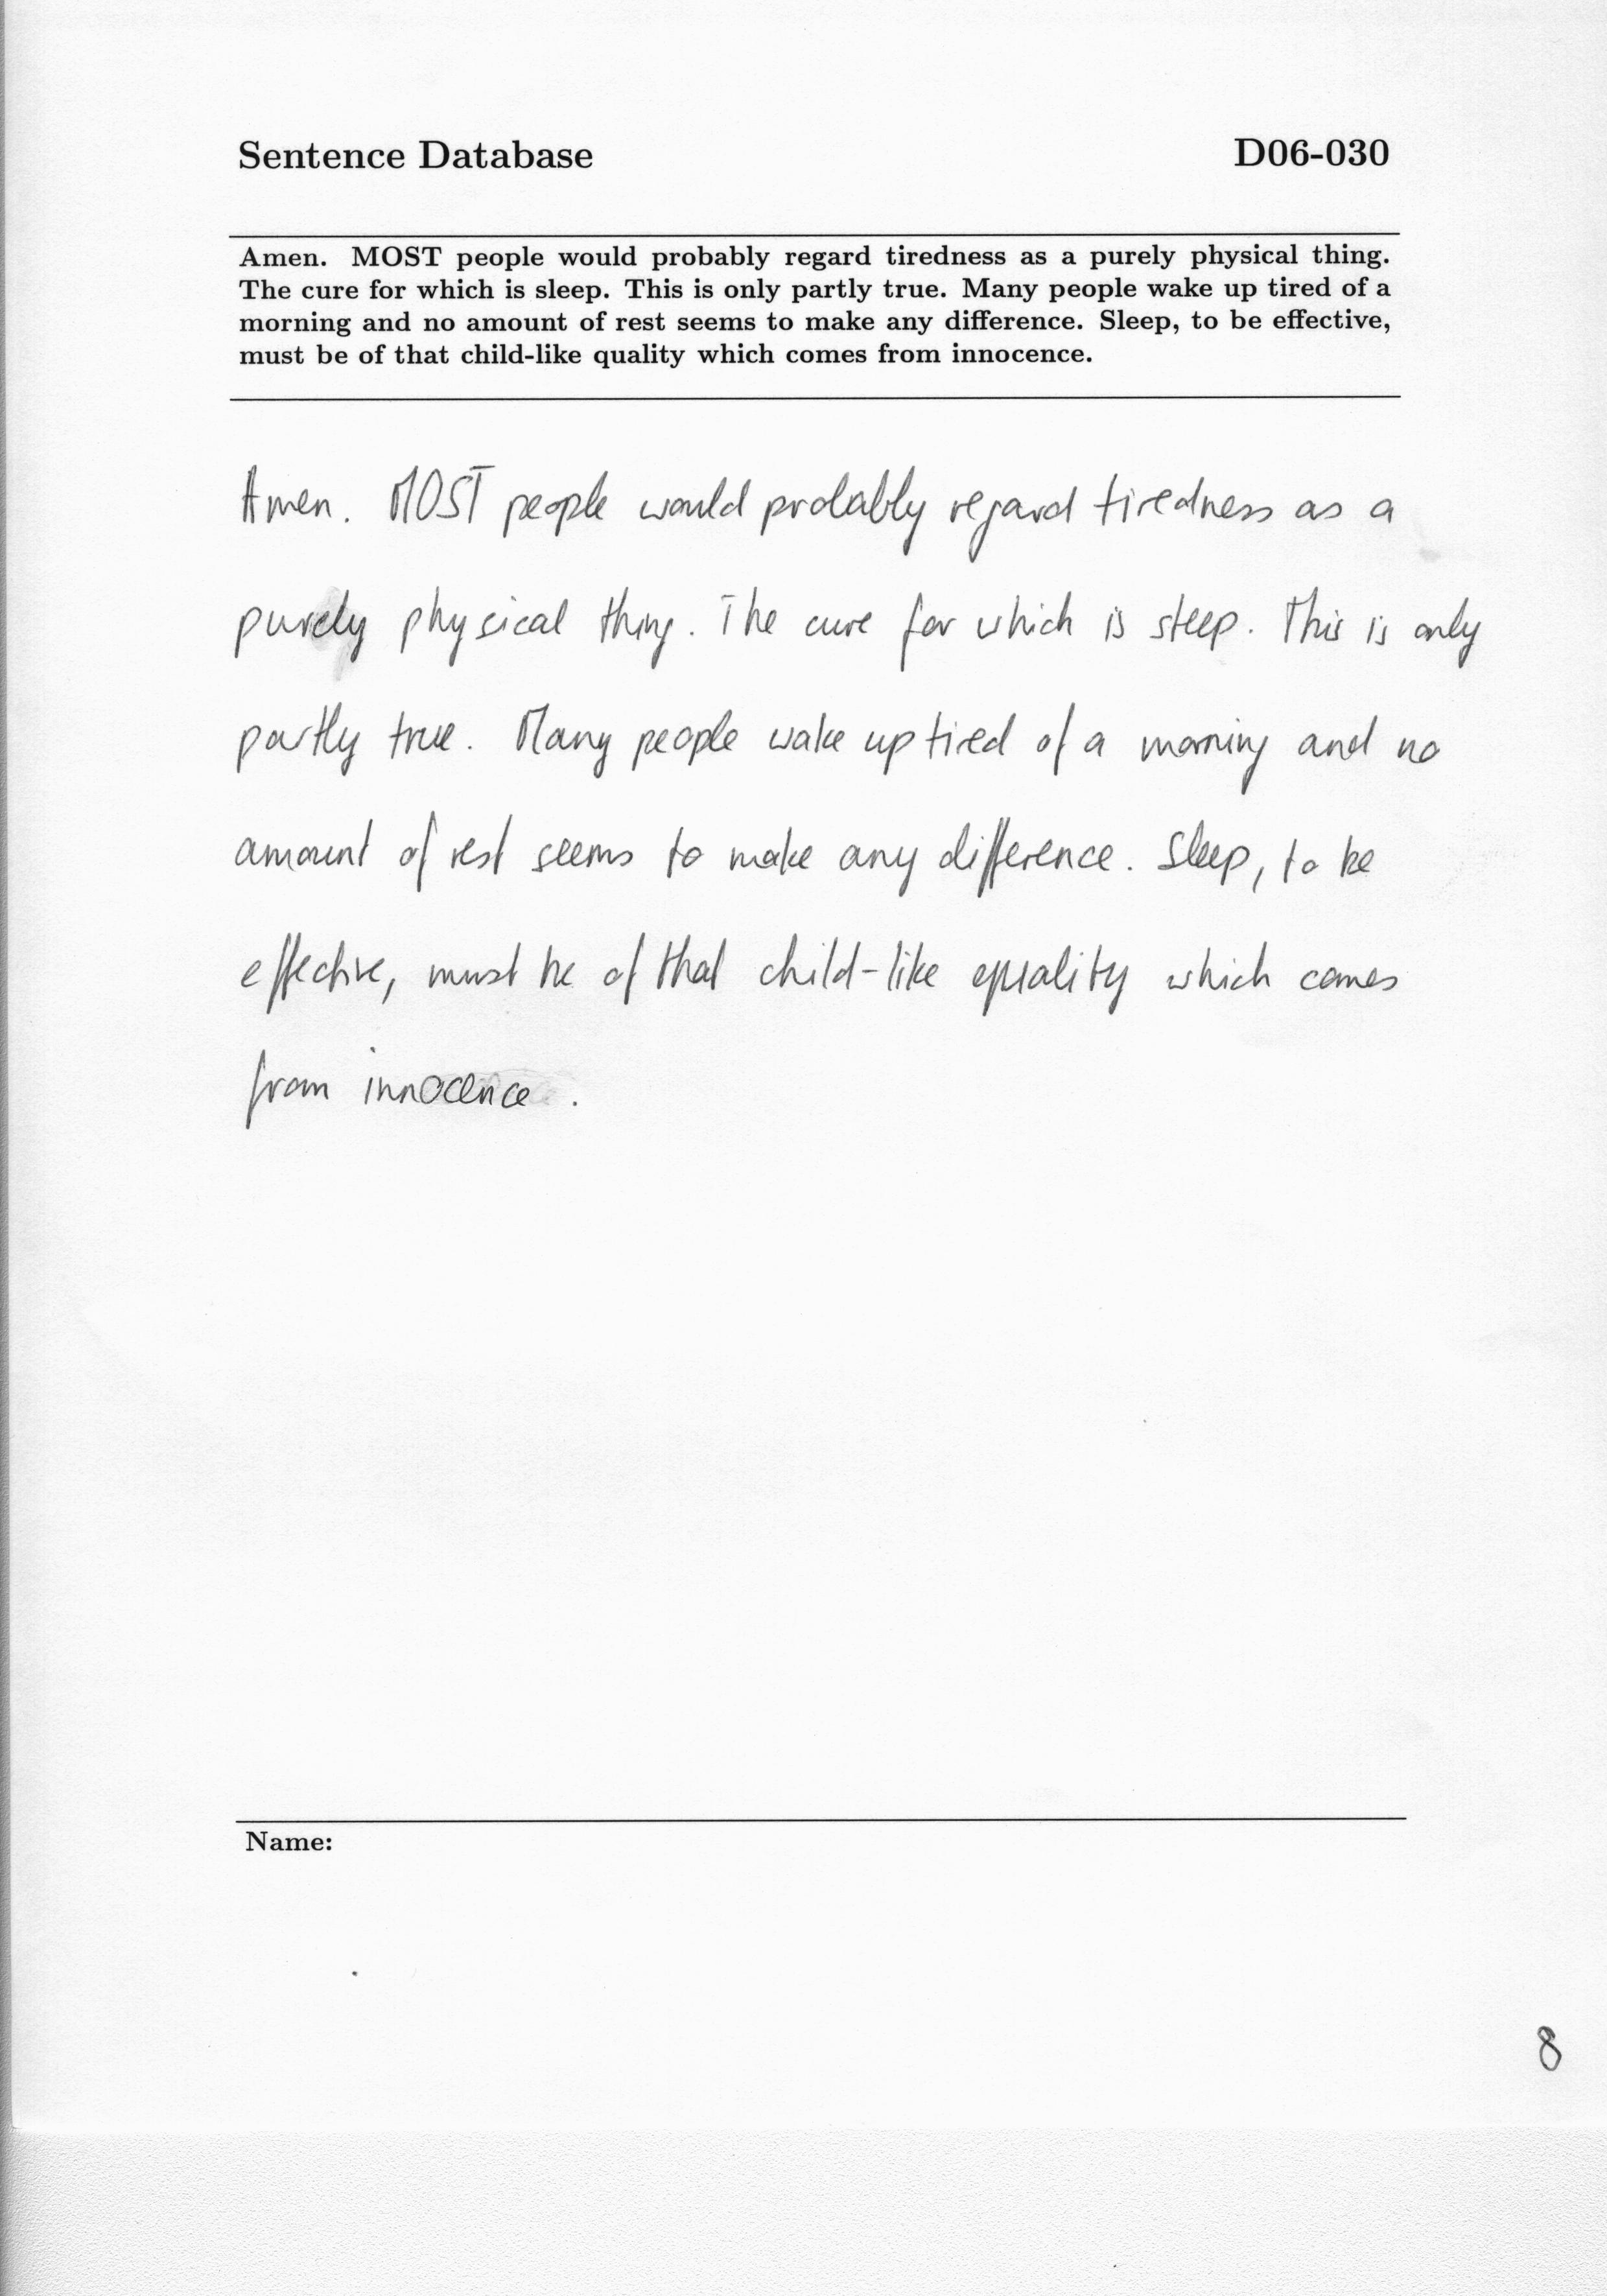 Sentence Database D06-030
Amen. MOST people would probably regard tiredness as a purely physical thing.
The cure for which is sleep. This is only partly true. Many people wake up tired of a
morning and no amount of rest seems to make any difference. Sleep, to be effective,
must be of that child-like quality which comes from innocence.
Amen. MOST people would probably regard tiredness as a
purely physical thing. The cure for which is sleep. This is only
partly true. Many people wake up tired of a morning and no
amount of rest seems to make any difference. Sleep, to be
effective, must be of that child-like quality which comes
from innocence.
Name:
8